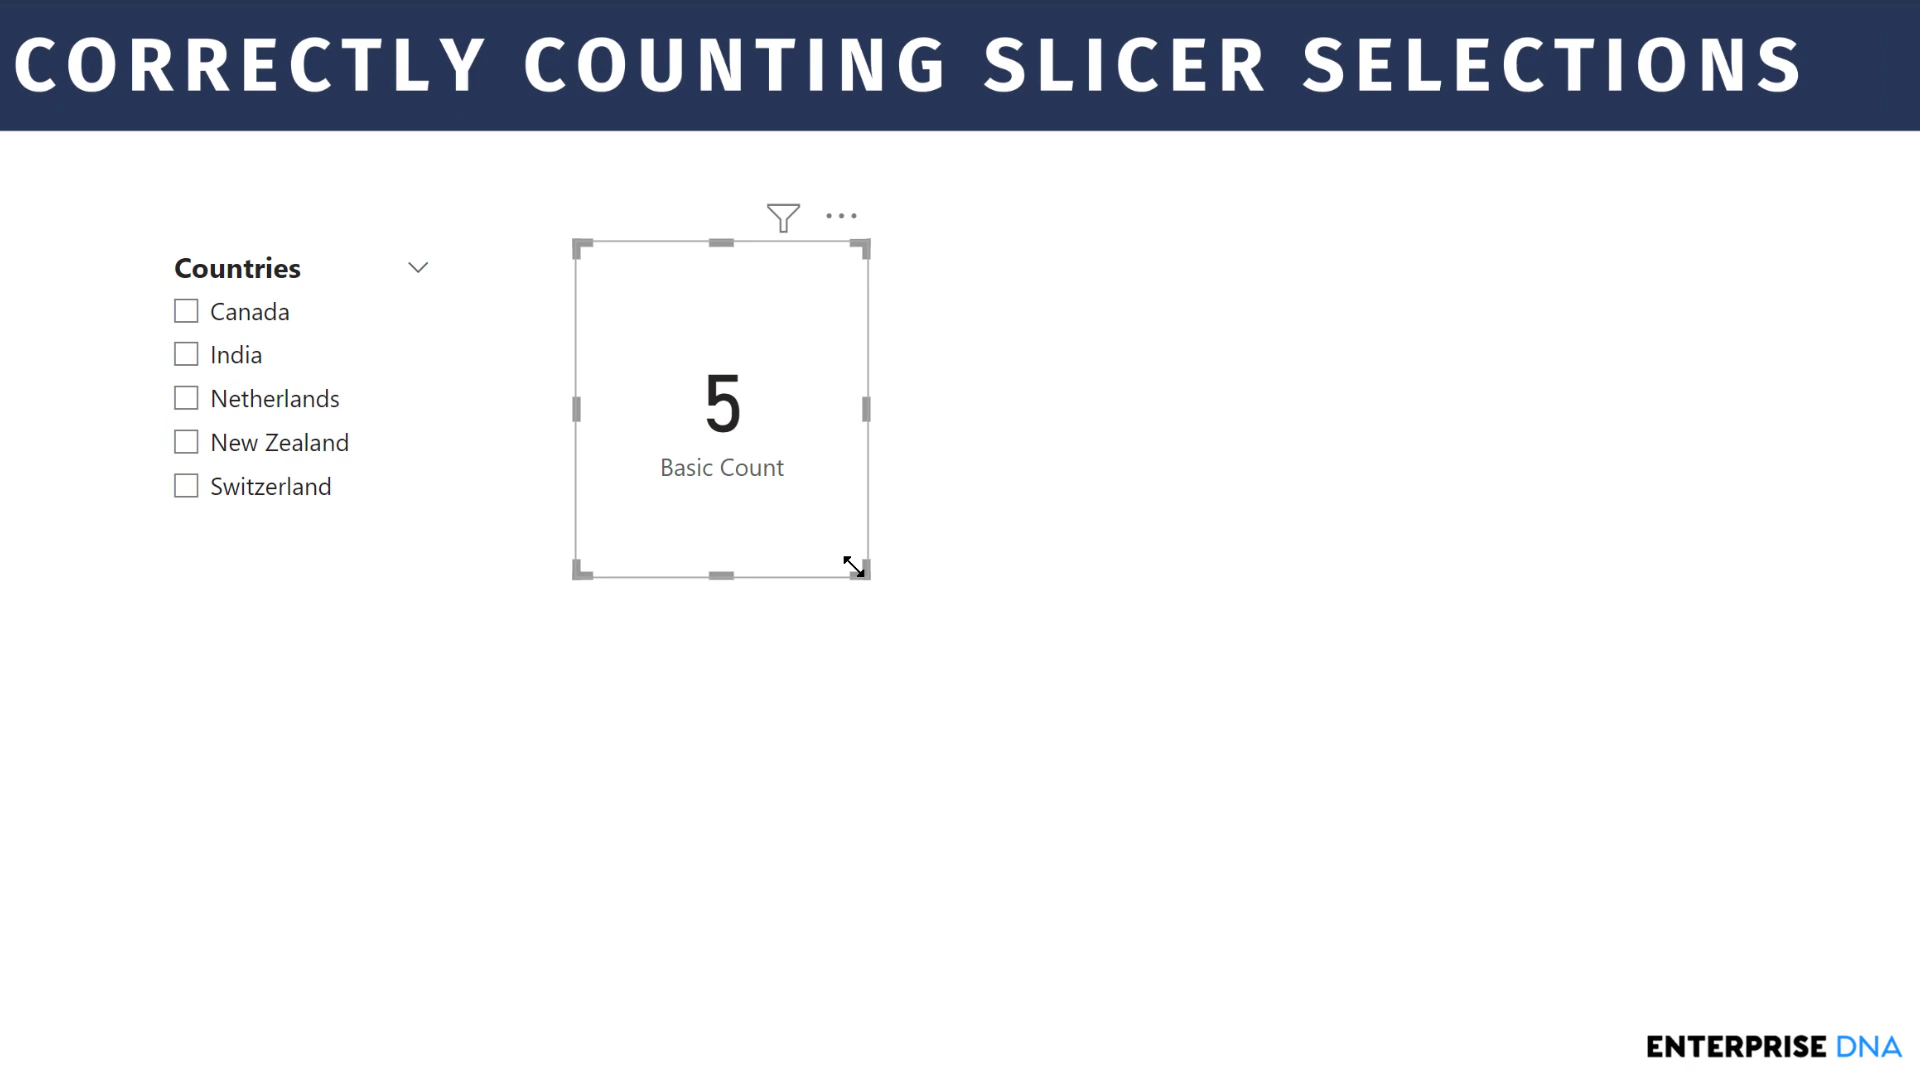 CORRECTLY COUNTING SLICER SELECTIONS
Countries
Canada
India
Netherlands
New Zealand
Switzerland
5
Basic Count
ENTERPRISE DNA